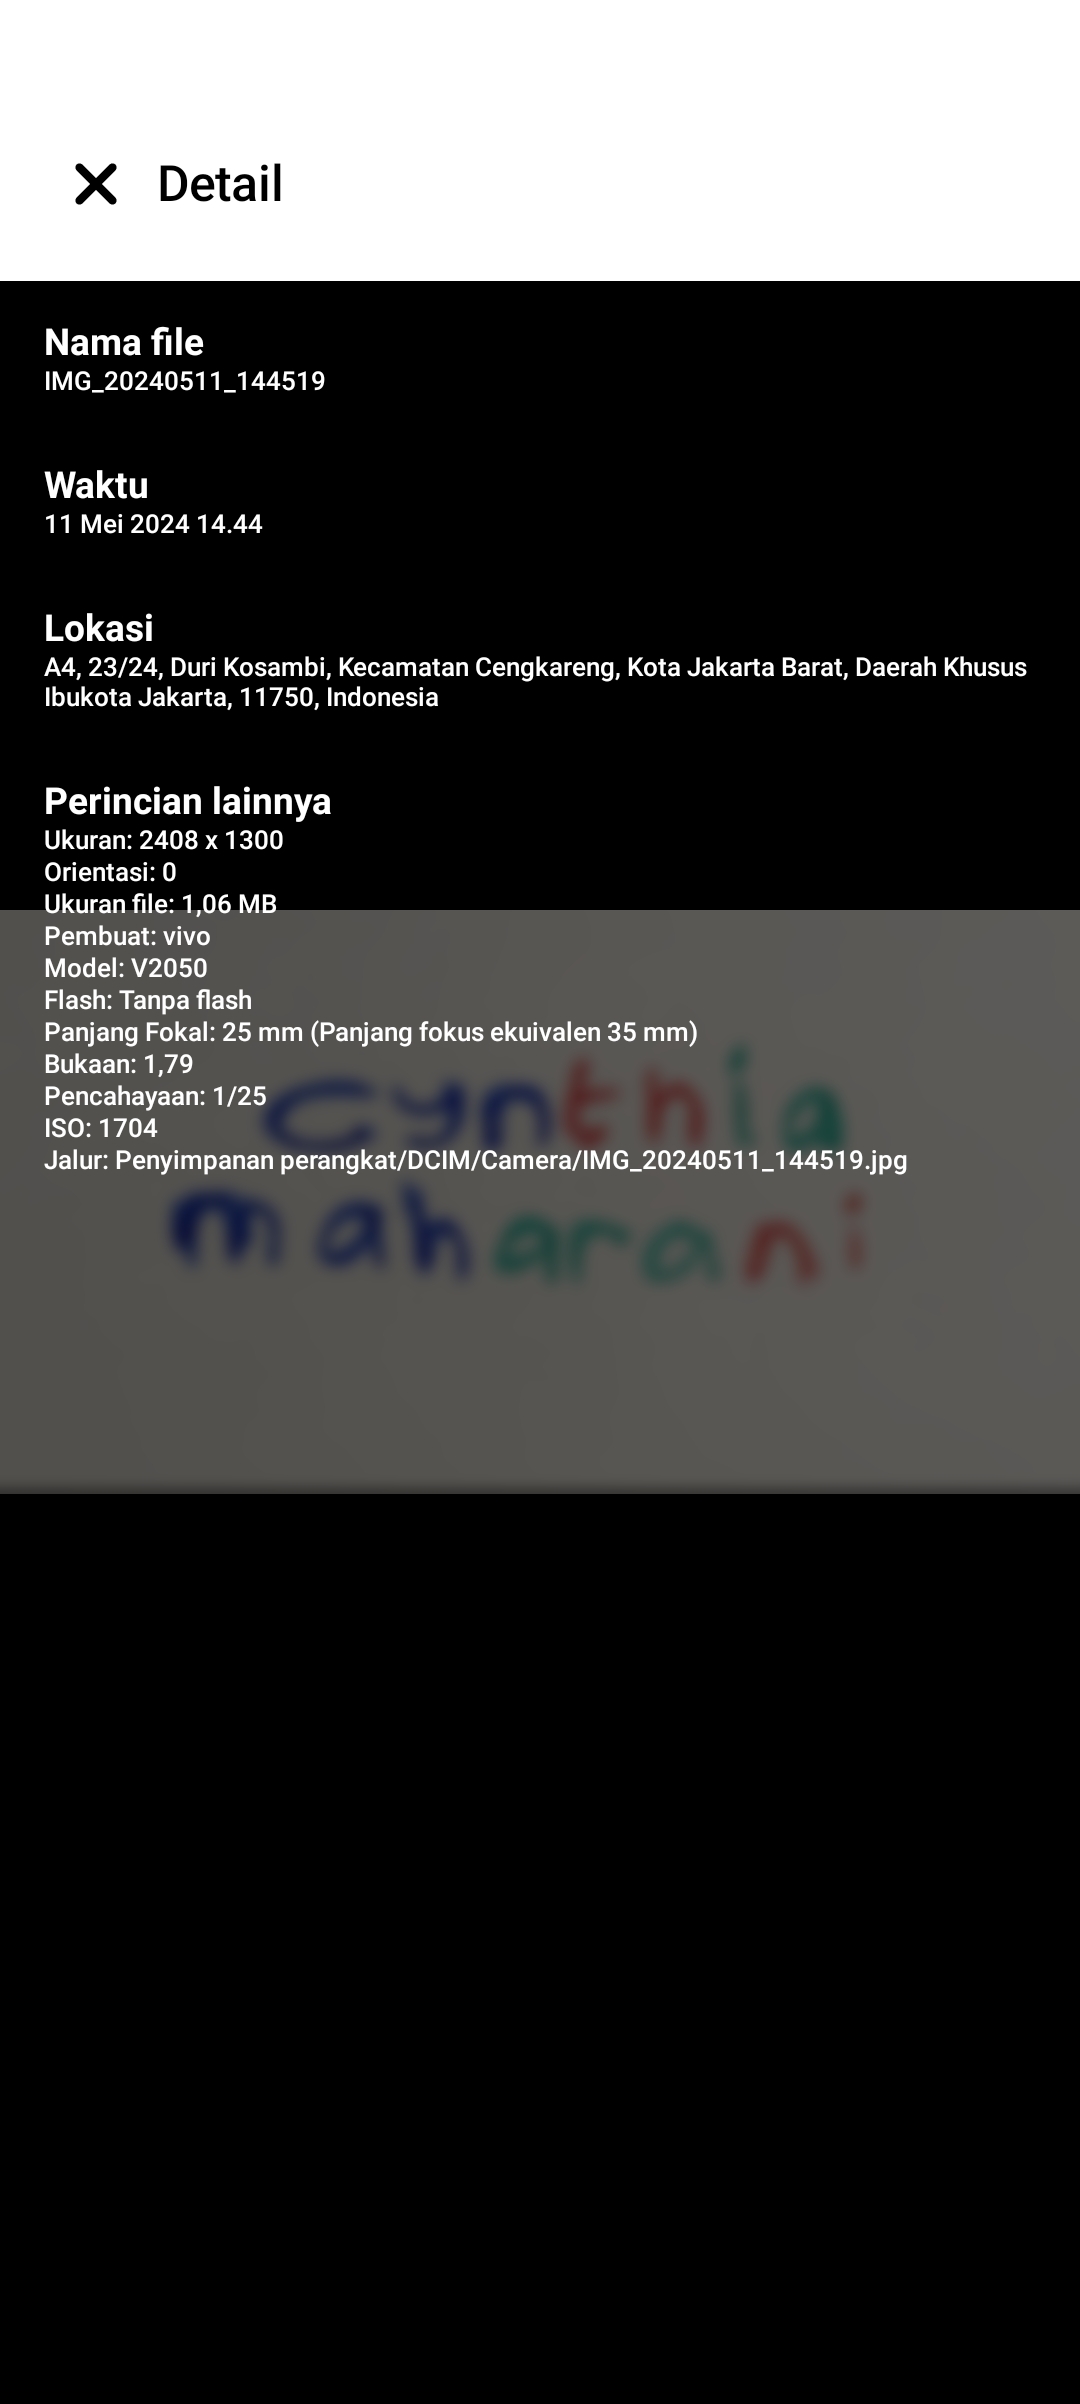 Detail
Nama file
IMG_20240511_144519
Waktu
11 Mei 2024 14.44
Lokasi
A4, 23/24, Duri Kosambi, Kecamatan Cengkareng, Kota Jakarta Barat, Daerah Khusus
Ibukota Jakarta, 11750, Indonesia
Perincian lainnya
Ukuran: 2408 x 1300
Orientasi: 0
Ukuran file: 1,06 MB
Pembuat: vivo
Model: V2050
Flash: Tanpa flash
Panjang Fokal: 25 mm (Panjang fokus ekuivalen 35 mm)
Bukaan: 1,79
Pencahayaan: 1/25
ISO: 1704
Jalur: Penyimpanan perangkat/DCIM/Camera/IMG_20240511_144519.jpg
Cynthia
maharani